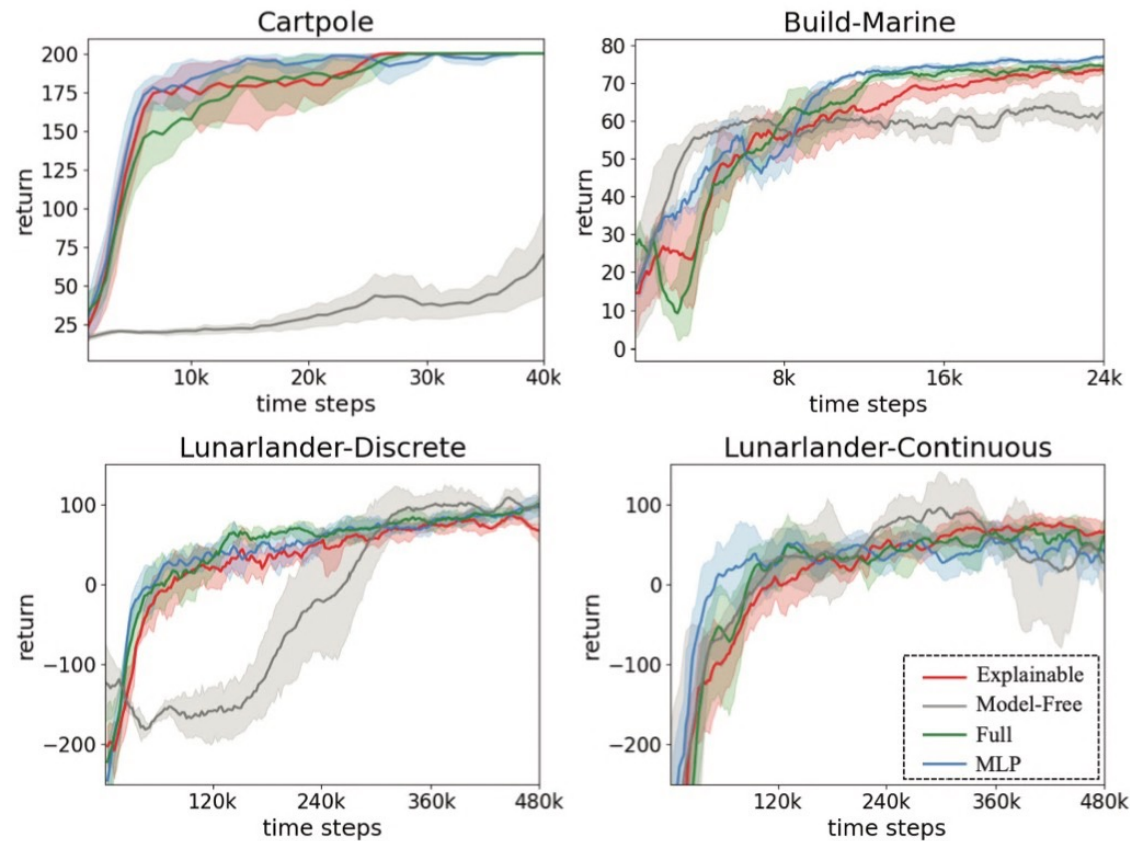 Cartpole
200
175
150
125
100
75
50
25
return
10k 20k 30k 40k
time steps
Build-Marine
80
70
60
50
40
30
20
10
0
return
8k 16k 24k
time steps
Lunarlander-Discrete
100
0
−100
−200
return
120k 240k 360k 480k
time steps
Lunarlander-Continuous
100
0
−100
−200
return
120k 240k 360k 480k
time steps
Explainable
Model-Free
Full
MLP